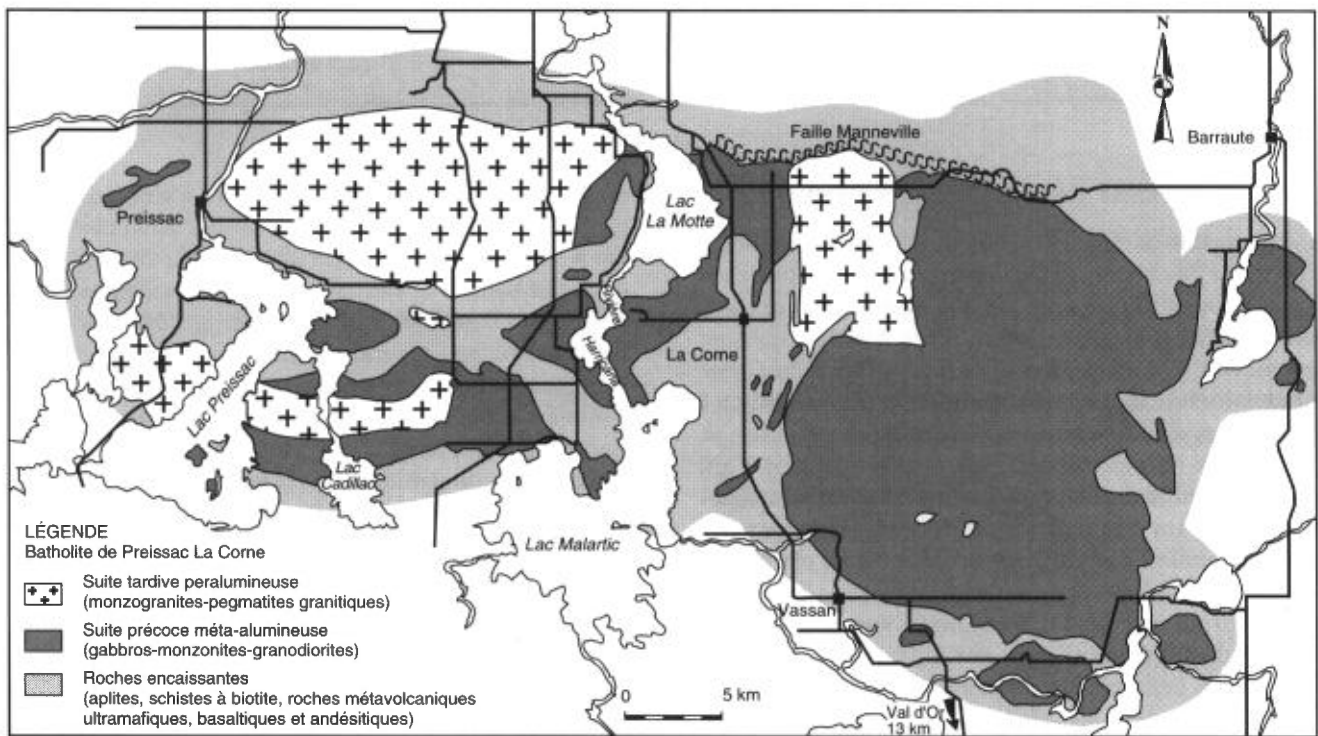 N
Faille Manneville
Barraute
Preissac
Lac
La Motte
Rivière
Harricana
La Corne
Lac Preissac
Lac
Cadillac
Lac Malartic
Vassan
Val d'Or
13 km
0 5 km
LÉGENDE
Batholite de Preissac La Corne
Suite tardive peralumineuse
(monzogranites-pegmatites granitiques)
Suite précoce méta-alumineuse
(gabbros-monzonites-granodiorites)
Roches encaissantes
(aplites, schistes à biotite, roches métavolcaniques
ultramafiques, basaltiques et andésitiques)